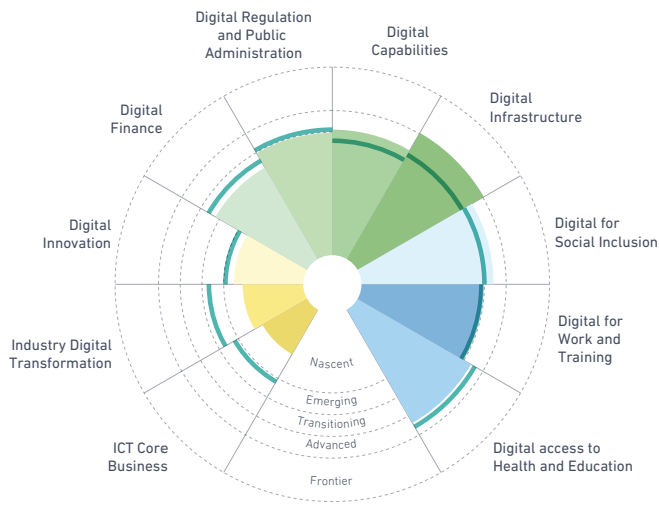 Digital Regulation
and Public
Administration
Digital
Capabilities
Digital
Infrastructure
Digital for
Social Inclusion
Digital for
Work and
Training
Digital access to
Health and Education
ICT Core
Business
Industry Digital
Transformation
Digital
Innovation
Digital
Finance
Nascent
Emerging
Transitioning
Advanced
Frontier